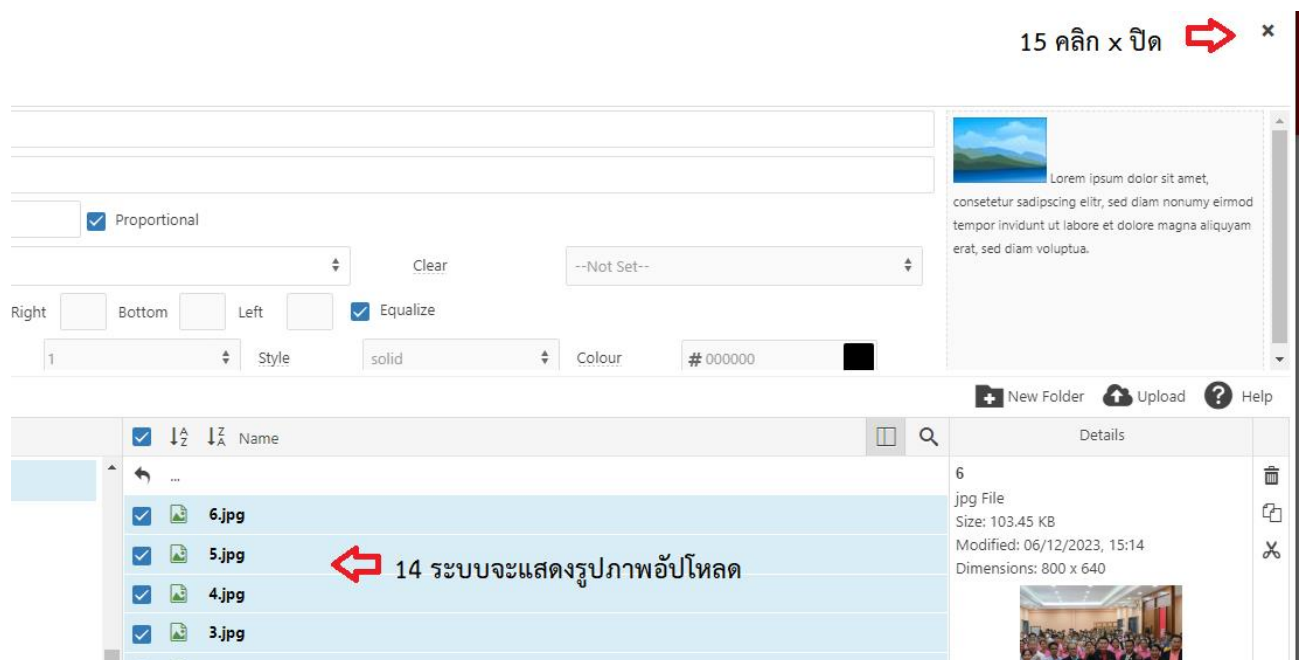 15 คลิก x ปิด
×
Lorem ipsum dolor sit amet,
consetetur sadipscing elitr, sed diam nonumy eirmod
tempor invidunt ut labore et dolore magna aliquyam
erat, sed diam voluptua.
Proportional
Clear --Not Set--
Right Bottom Left Equalize
1 Style solid Colour # 000000
New Folder Upload Help
Name Details
...
6
jpg File
6.jpg
Size: 103.45 KB
5.jpg
Modified: 06/12/2023, 15:14
14 ระบบจะแสดงรูปภาพอัปโหลด
Dimensions: 800 x 640
4.jpg
3.jpg